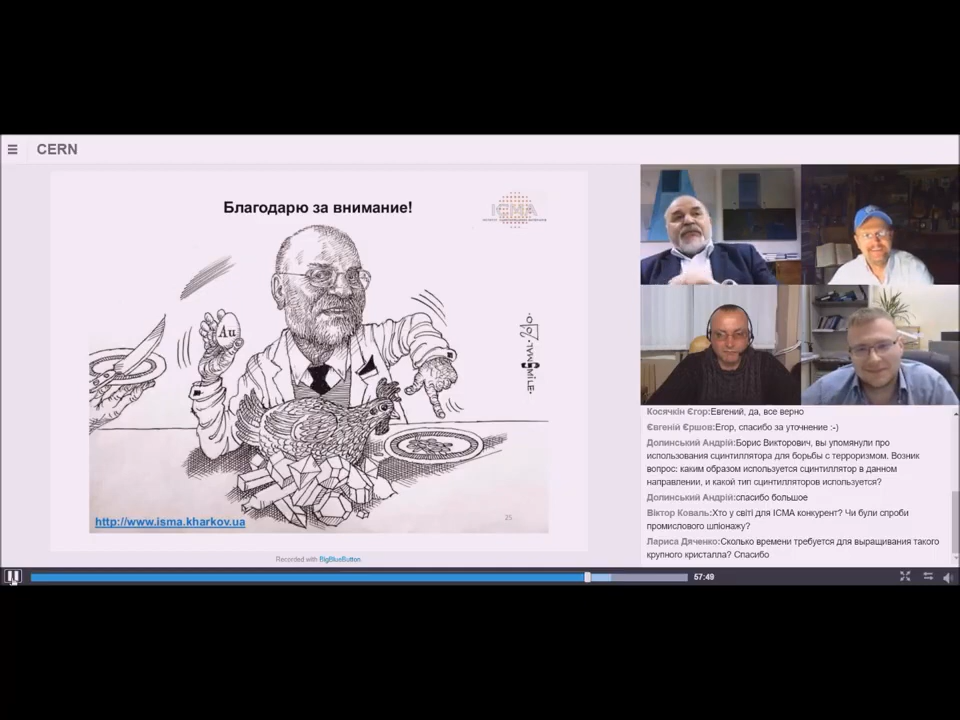 CERN
Благодарю за внимание!
ICMA
Au
http://www.isma.kharkov.ua
25
Recorded with BigBlueButton
Косячкін Єгор:Евгений, да, все верно
Євгеній Єршов:Егор, спасибо за уточнение :-)
Долинський Андрій:Борис Викторович, вы упомянули про
использования сцинтиллятора для борьбы с терроризмом. Возник
вопрос: каким образом используется сцинтиллятор в данном
направлении, и какой тип сцинтилляторов используется?
Долинський Андрій:спасибо большое
Віктор Коваль:Хто у світі для ІСМА конкурент? Чи були спроби
промислового шпіонажу?
Лариса Дяченко:Сколько времени требуется для выращивания такого
крупного кристалла? Спасибо
57:49